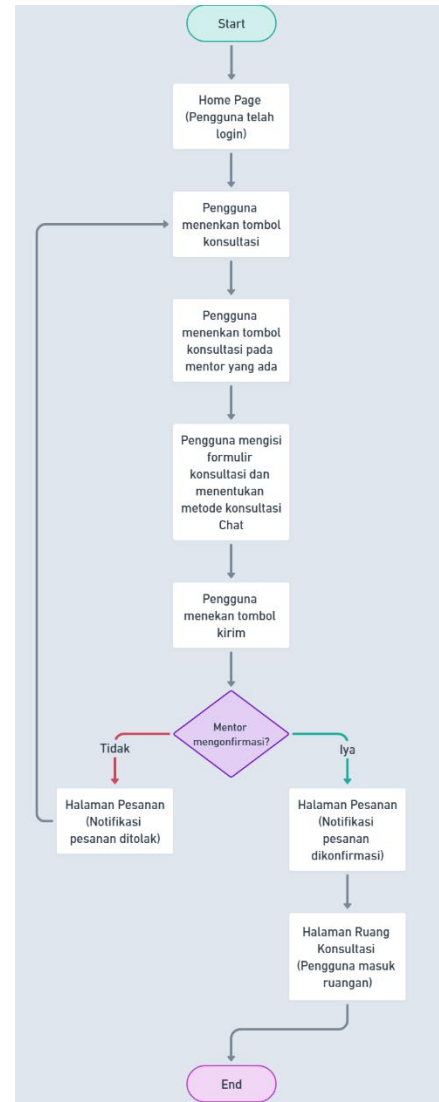 Start
Home Page
(Pengguna telah
login)
Pengguna
menenkan tombol
konsultasi
Pengguna
menenkan tombol
konsultasi pada
mentor yang ada
Pengguna mengisi
formulir
konsultasi dan
menentukan
metode konsultasi
Chat
Pengguna
menekan tombol
kirim
Mentor
mengonfirmasi?
Tidak
Iya
Halaman Pesanan
(Notifikasi
pesanan ditolak)
Halaman Pesanan
(Notifikasi
pesanan
dikonfirmasi)
Halaman Ruang
Konsultasi
(Pengguna masuk
ruangan)
End